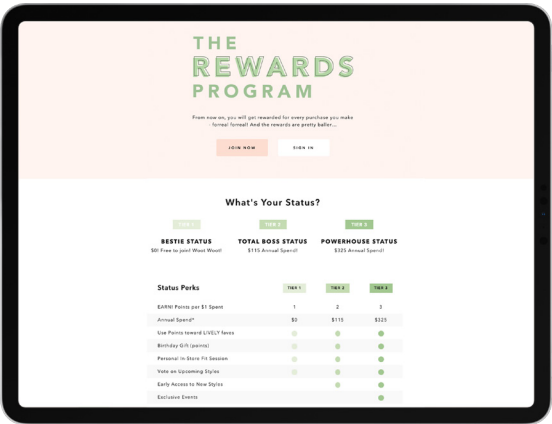 THE
REWARDS
PROGRAM
From now on, you will get rewarded for every purchase you make
forreal forreal! And the rewards are pretty baller...
JOIN NOW SIGN IN
What's Your Status?
TIER 1 TIER 2 TIER 3
BESTIE STATUS TOTAL BOSS STATUS POWERHOUSE STATUS
$0! Free to join! Woot Woot! $115 Annual Spend! $325 Annual Spend!
Status Perks TIER 1 TIER 2 TIER 3
EARN! Points per $1 Spent 1 2 3
Annual Spend* $0 $115 $325
Use Points toward LIVELY faves
Birthday Gift (points)
Personal In Store Fit Session
Vote on Upcoming Styles
Early Access to New Styles
Exclusive Events